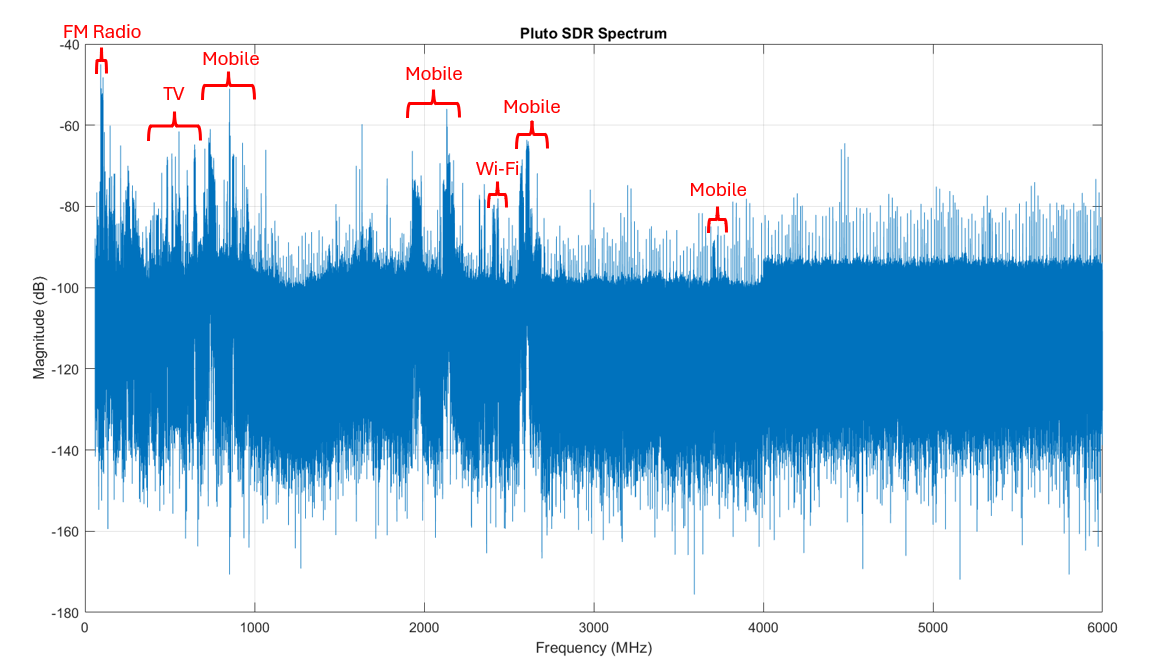 FM Radio
Pluto SDR Spectrum
Mobile
TV
Mobile
Mobile
Wi-Fi
Mobile
-40
-60
-80
-100
-120
-140
-160
-180
Magnitude (dB)
0 1000 2000 3000 4000 5000 6000
Frequency (MHz)